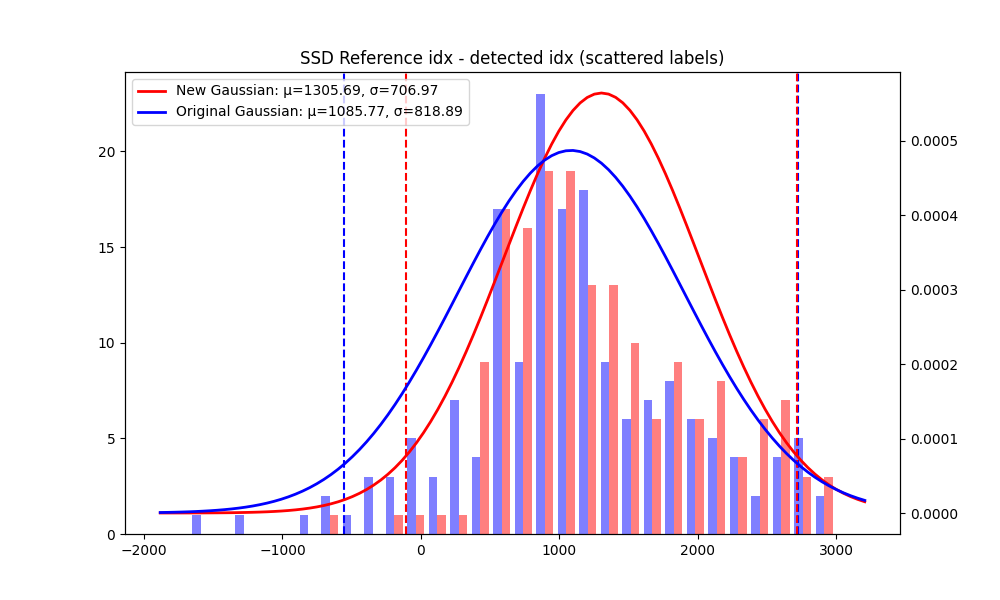 SSD Reference idx - detected idx (scattered labels)
New Gaussian: μ=1305.69, σ=706.97
Original Gaussian: μ=1085.77, σ=818.89
20
15
10
5
0
0.0005
0.0004
0.0003
0.0002
0.0001
0.0000
−2000 −1000 0 1000 2000 3000